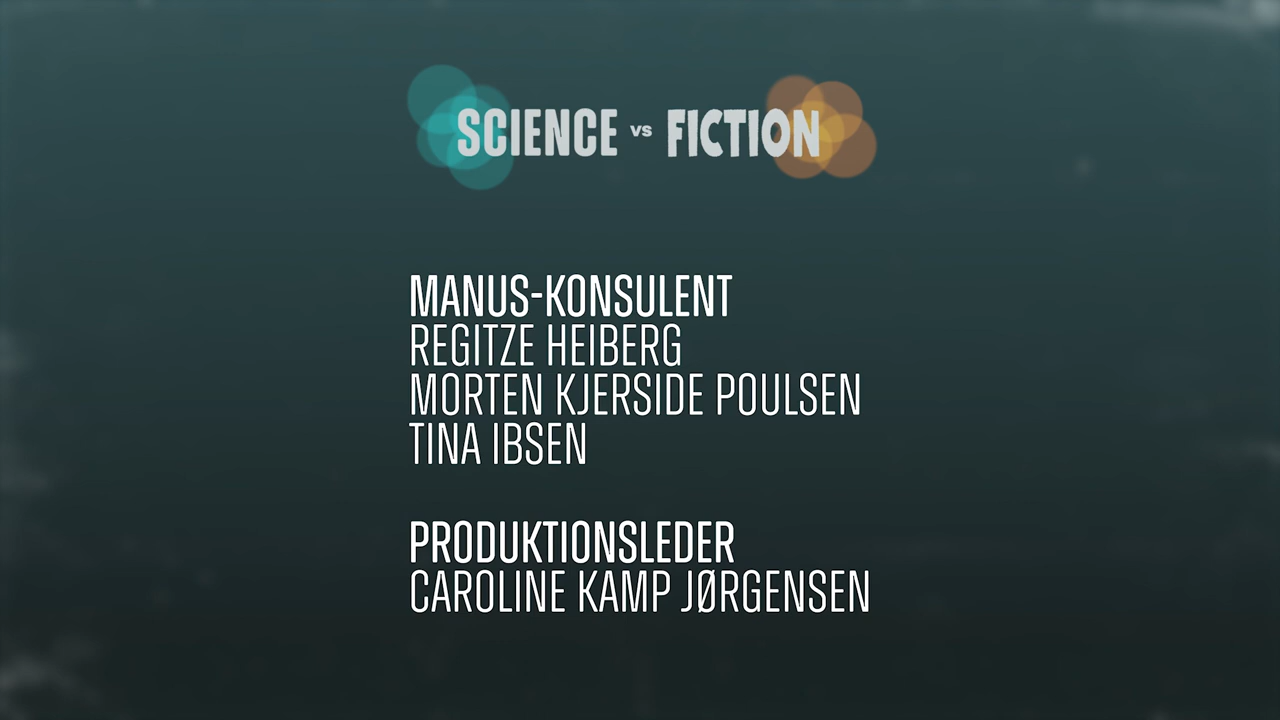 SCIENCE VS FICTION
MANUS-KONSULENT
REGITZE HEIBERG
MORTEN KJERSIDE POULSEN
TINA IBSEN
PRODUKTIONSLEDER
CAROLINE KAMP JØRGENSEN